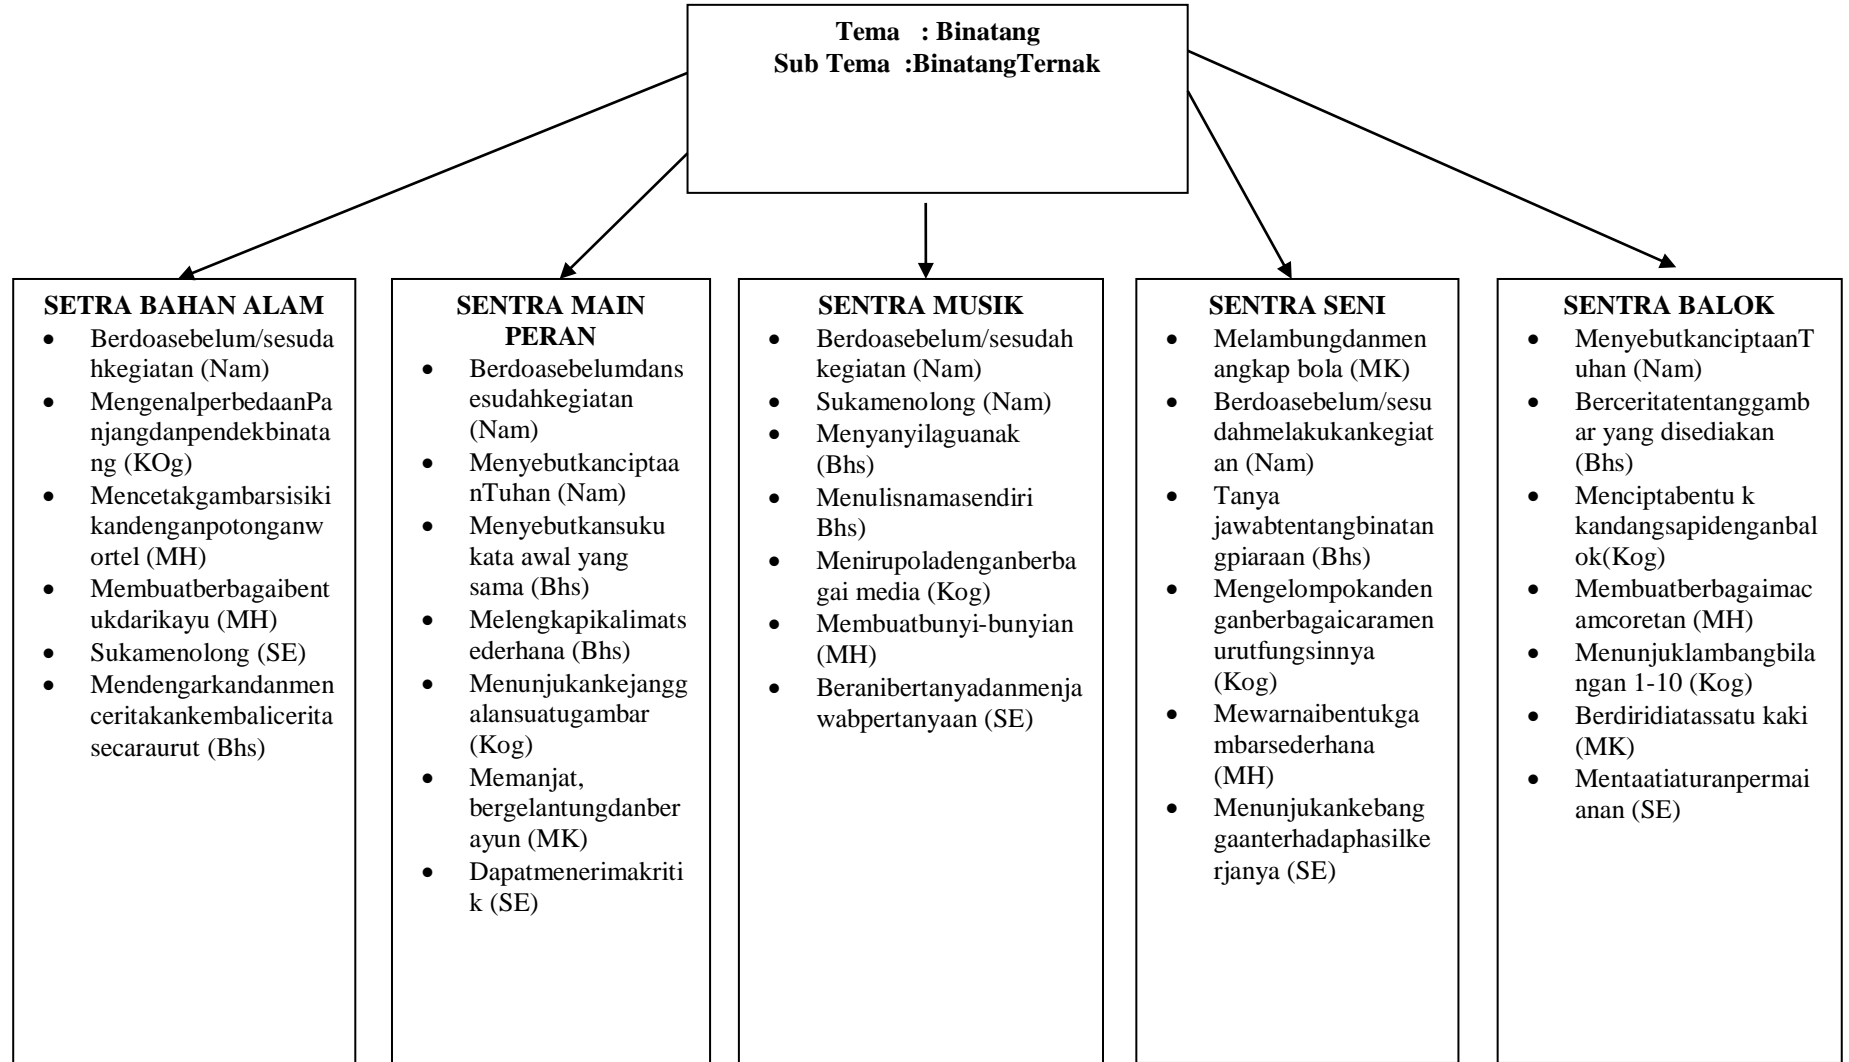 Tema : Binatang
Sub Tema :BinatangTernak
SETRA BAHAN ALAM
• Berdoasebelum/sesuda
hkegiatan (Nam)
• MengenalperbedaanPa
njangdanpendekbinata
ng (KOg)
• Mencetakgambarsisiki
kandenganpotonganw
ortel (MH)
• Membuatberbagaibent
ukdarikayu (MH)
• Sukamenolong (SE)
• Mendengarkandanmen
ceritakankembalicerita
secaraurut (Bhs)
SENTRA MAIN
PERAN
• Berdoasebelumdans
esudahkegiatan
(Nam)
• Menyebutkanciptaa
nTuhan (Nam)
• Menyebutkansuku
kata awal yang
sama (Bhs)
• Melengkapikalimats
ederhana (Bhs)
• Menunjukankejangg
alansuatugambar
(Kog)
• Memanjat,
bergelantungdanber
ayun (MK)
• Dapatmenerimakriti
k (SE)
SENTRA MUSIK
• Berdoasebelum/sesudah
kegiatan (Nam)
• Sukamenolong (Nam)
• Menyanyilaguanak
(Bhs)
• Menulisnamasendiri
Bhs)
• Menirupoladenganberba
gai media (Kog)
• Membuatbunyi-bunyian
(MH)
• Beranibertanyadanmenja
wabpertanyaan (SE)
SENTRA SENI
• Melambungdanmen
angkap bola (MK)
• Berdoasebelum/sesu
dahmelakukankegiat
an (Nam)
• Tanya
jawabtentangbinatan
gpiaraan (Bhs)
• Mengelompokanden
ganberbagaicaramen
urutfungsinnya
(Kog)
• Mewarnaibentukga
mbarsederhana
(MH)
• Menunjukankebang
gaanterhadaphasilke
rjanya (SE)
SENTRA BALOK
• MenyebutkanciptaanT
uhan (Nam)
• Berceritatentanggamb
ar yang disediakan
(Bhs)
• Menciptabentu k
kandangsapidenganbal
ok(Kog)
• Membuatberbagaimac
amcoretan (MH)
• Menunjuklambangbila
ngan 1-10 (Kog)
• Berdiridiatassatu kaki
(MK)
• Mentaatiaturanpermai
anan (SE)